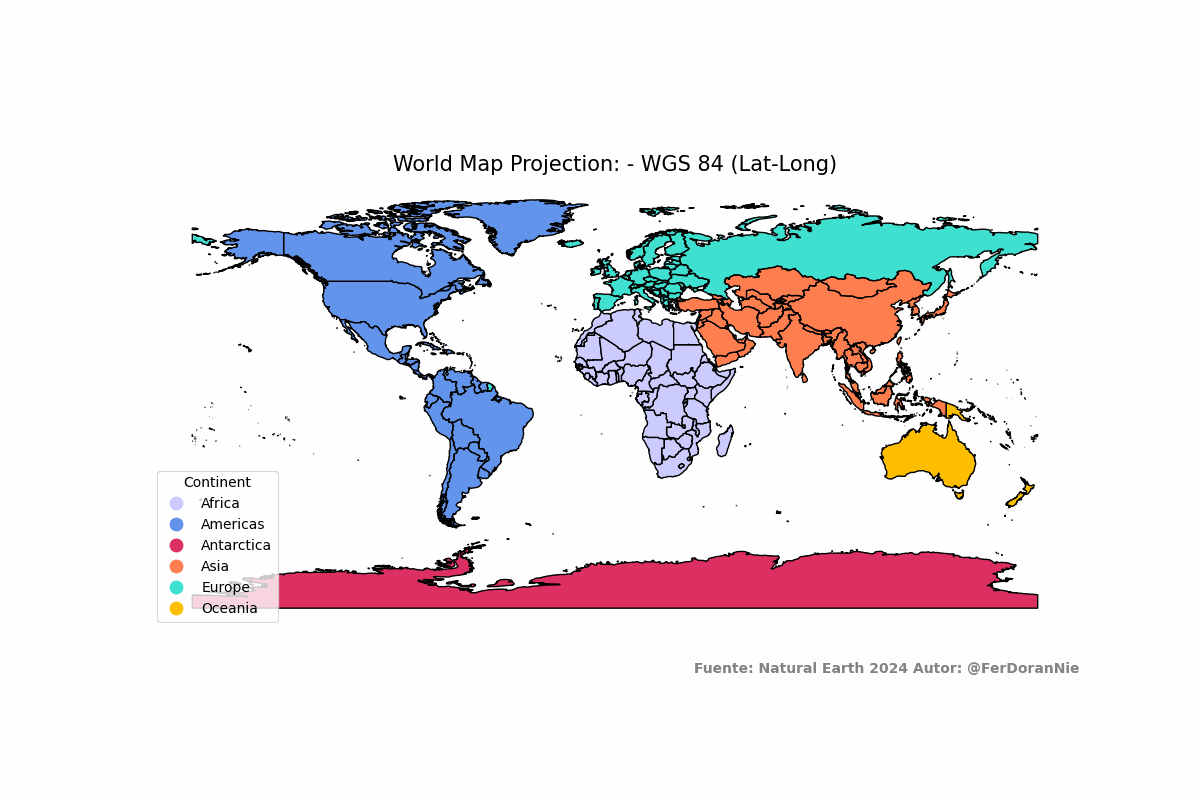 World Map Projection: - WGS 84 (Lat-Long)
Continent
Africa
Americas
Antarctica
Asia
Europe
Oceania
Fuente: Natural Earth 2024 Autor: @FerDoranNie